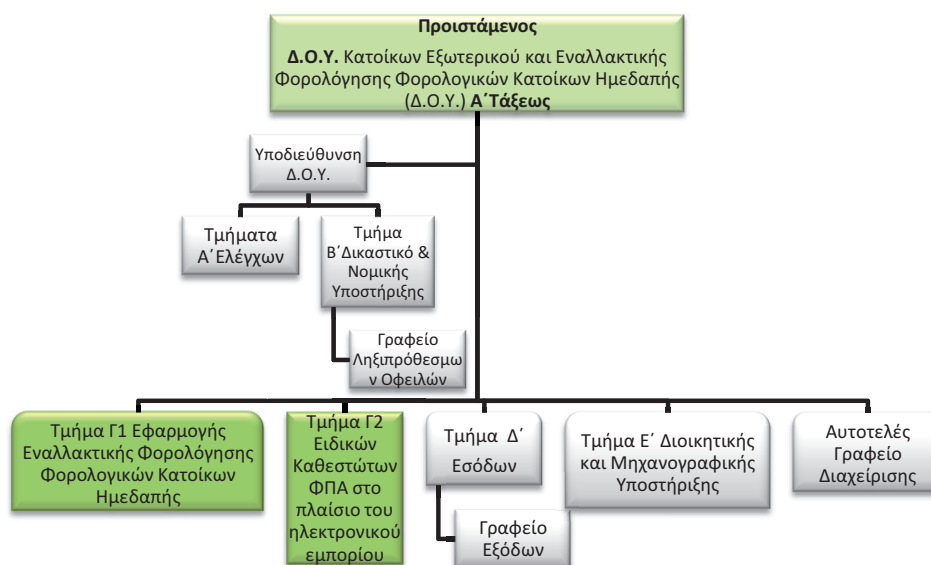 Προιστάμενος
Δ.Ο.Υ. Κατοίκων Εξωτερικού και Εναλλακτικής
Φορολόγησης Φορολογικών Κατοίκων Ημεδαπής
(Δ.Ο.Υ.) Α΄Τάξεως
Υποδιεύθυνση
Δ.Ο.Υ.
Τμήματα
Α΄Ελέγχων
Τμήμα
Β΄Δικαστικό &
Νομικής
Υποστήριξης
Γραφείο
Ληξιπρόθεσμω
ν Οφειλών
Τμήμα Γ1 Εφαρμογής
Εναλλακτικής Φορολόγησης
Φορολογικών Κατοίκων
Ημεδαπής
Τμήμα Γ2
Ειδικών
Καθεστώτων
ΦΠΑ στο
πλαίσιο του
ηλεκτρονικού
εμπορίου
Τμήμα Δ΄
Εσόδων
Γραφείο
Εξόδων
Τμήμα Ε΄ Διοικητικής
και Μηχανογραφικής
Υποστήριξης
Αυτοτελές
Γραφείο
Διαχείρισης